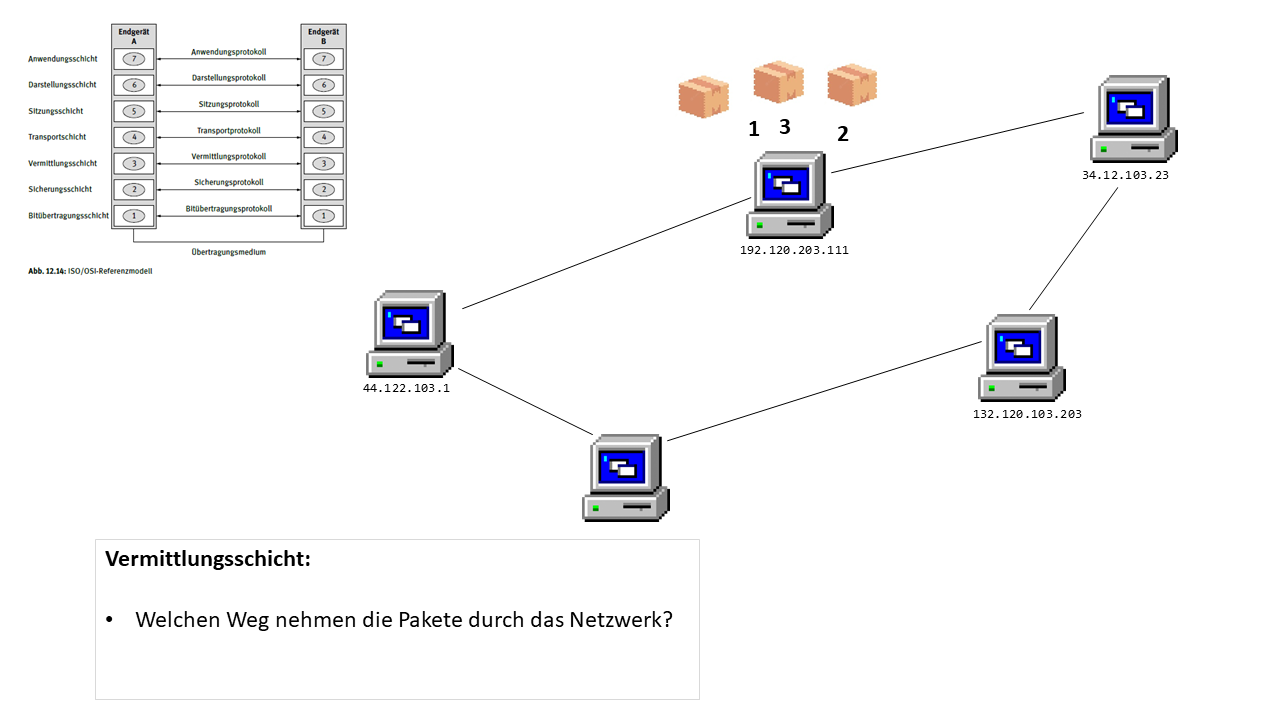 Endgerät
A
Endgerät
B
Anwendungsschicht
7
Anwendungsprotokoll
7
Darstellungsschicht
6
Darstellungsprotokoll
6
Sitzungsschicht
5
Sitzungsprotokoll
5
Transportschicht
4
Transportprotokoll
4
Vermittlungsschicht
3
Vermittlungsprotokoll
3
Sicherungsschicht
2
Sicherungsprotokoll
2
Bitübertragungsschicht
1
Bitübertragungsprotokoll
1
Übertragungsmedium
Abb. 12.14: ISO/OSI-Referenzmodell
1 3 2
192.120.203.111
34.12.103.23
44.122.103.1
132.120.103.203
Vermittlungsschicht:
• Welchen Weg nehmen die Pakete durch das Netzwerk?